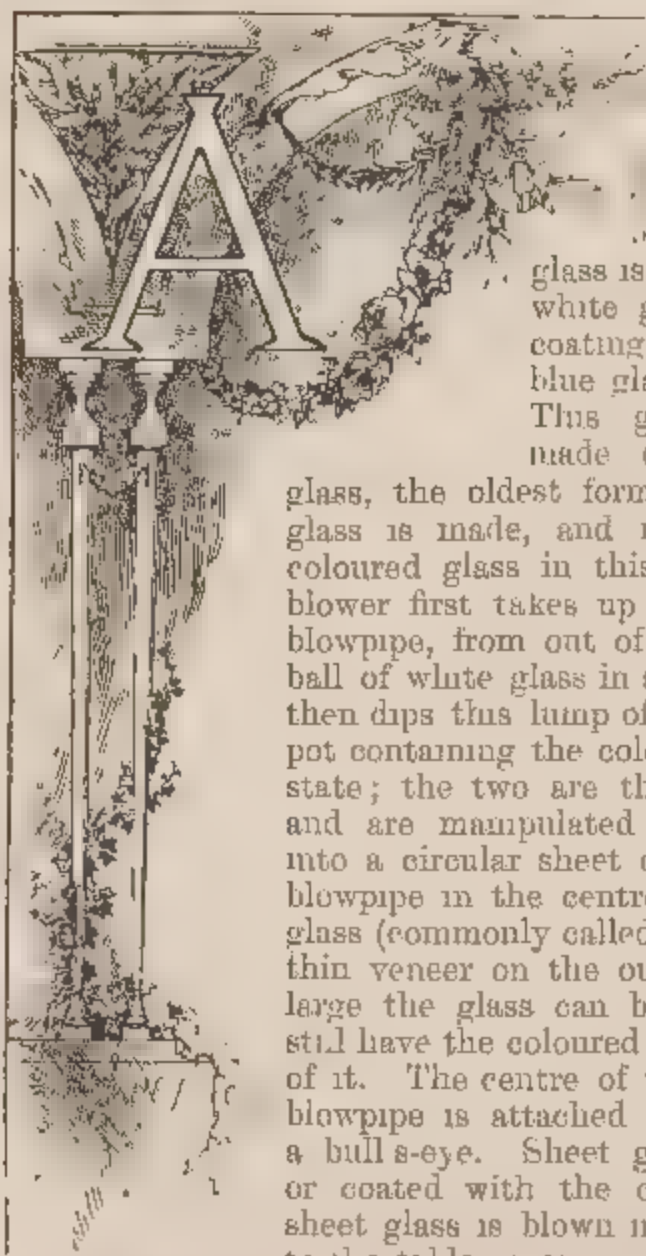 A
glass is
white g
coating
blue gla
This g
made
glass, the oldest form
glass is made, and
coloured glass in this
blower first takes up
blowpipe, from out of
ball of white glass in s
then dips this lump of
pot containing the colo
state; the two are th
and are manipulated
into a circular sheet
blowpipe in the centre
glass (commonly called
thin veneer on the ou
large the glass can b
still have the coloured
of it. The centre of
blowpipe is attached
a bull's-eye. Sheet g
or coated with the c
sheet glass is blown